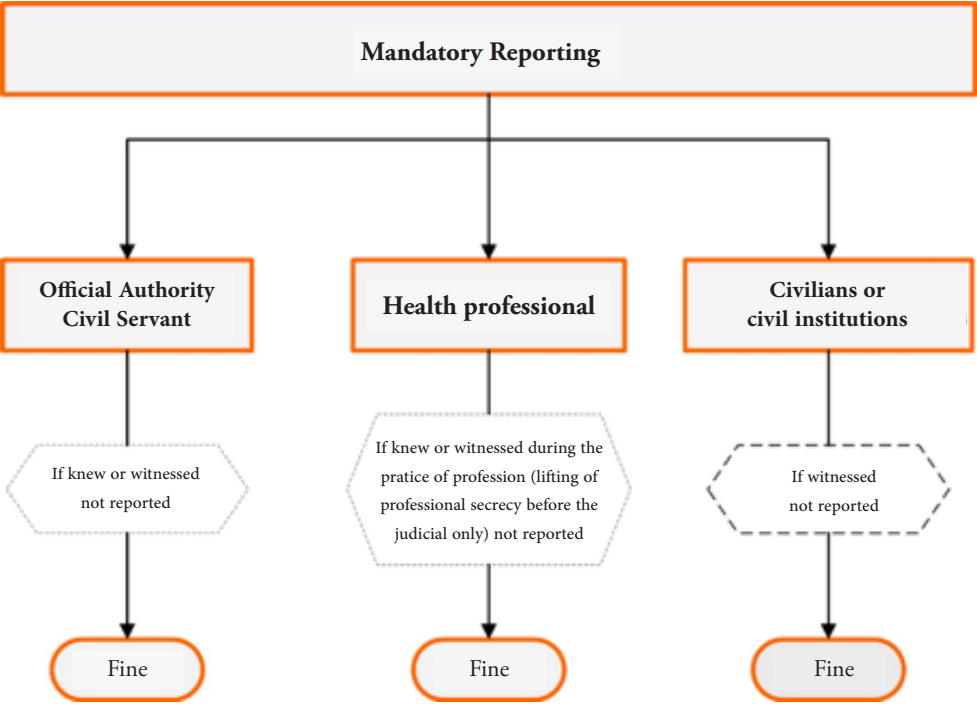 Mandatory Reporting
Official Authority
Civil Servant
Health professional
Civilians or
civil institutions
If knew or witnessed
not reported
If knew or witnessed during the
pratice of profession (lifting of
professional secrecy before the
judicial only) not reported
If witnessed
not reported
Fine
Fine
Fine